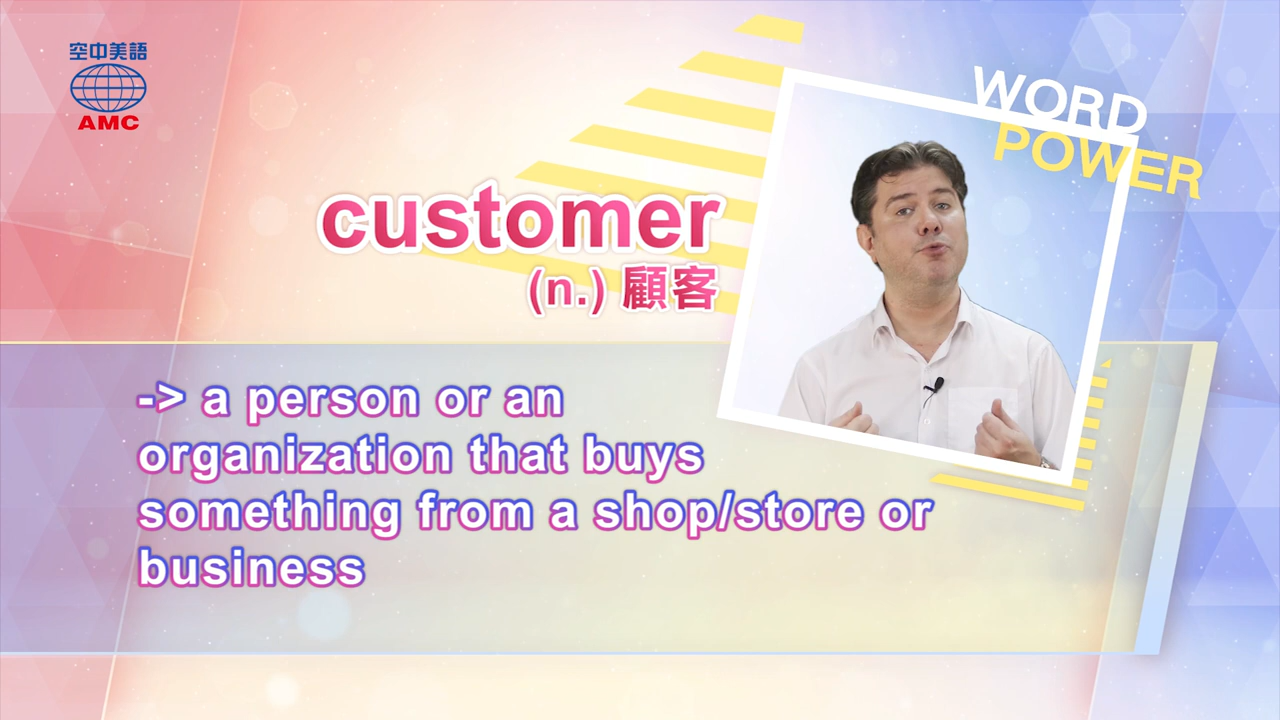 空中美語
AMC
WORD
POWER
customer
(n.) 顧客
-> a person or an
organization that buys
something from a shop/store or
business